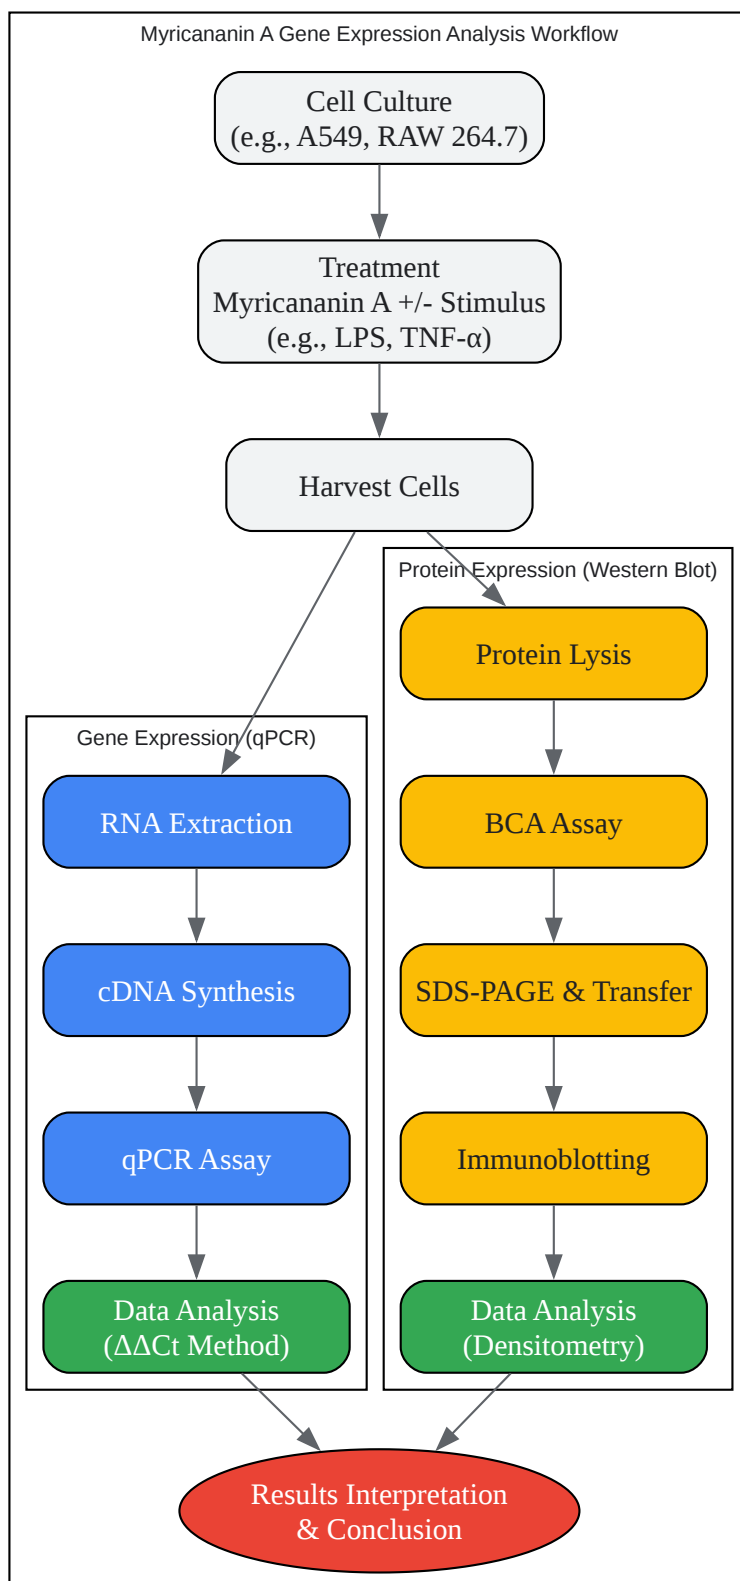 Myricananin A Gene Expression Analysis Workflow
Cell Culture
(e.g., A549, RAW 264.7)
Treatment
Myricananin A +/- Stimulus
(e.g., LPS, TNF-α)
Harvest Cells
Protein Expression (Western Blot)
Protein Lysis
BCA Assay
SDS-PAGE & Transfer
Immunoblotting
Data Analysis
(Densitometry)
Gene Expression (qPCR)
RNA Extraction
cDNA Synthesis
qPCR Assay
Data Analysis
(ΔΔCt Method)
Results Interpretation
& Conclusion